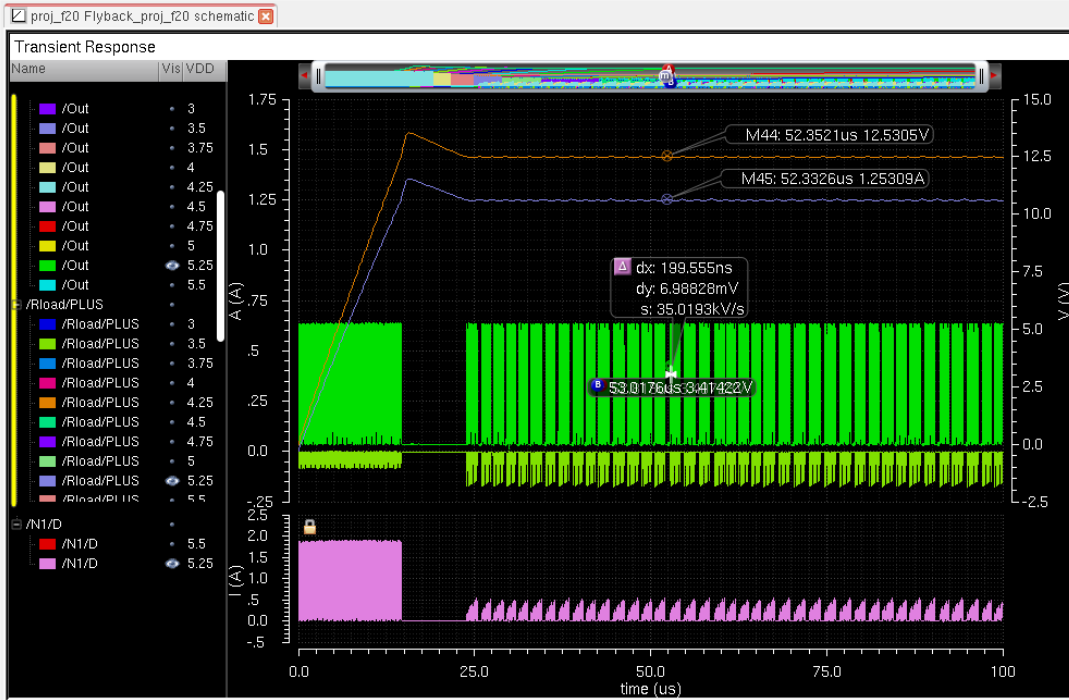 proj_f20 Flyback_proj_f20 schematic
Transient Response
Name Vis VDD
/Out 3
/Out 3.5
/Out 3.75
/Out 4
/Out 4.25
/Out 4.5
/Out 4.75
/Out 5
/Out 5.25
/Out 5.5
/Rload/PLUS
/Rload/PLUS 3
/Rload/PLUS 3.5
/Rload/PLUS 3.75
/Rload/PLUS 4
/Rload/PLUS 4.25
/Rload/PLUS 4.5
/Rload/PLUS 4.75
/Rload/PLUS 5
/Rload/PLUS 5.25
/Rload/PLUS 5.5
/N1/D
/N1/D 5.5
/N1/D 5.25
1.75
1.5
1.25
1.0
.75
.5
.25
0.0
-.25
A (A)
15.0
12.5
10.0
7.5
5.0
2.5
0.0
-2.5
V (V)
M44: 52.3521us 12.5305V
M45: 52.3326us 1.25309A
Δ dx: 199.555ns
dy: 6.98828mV
s: 35.0193kV/s
B 53.0176us 3.41422V
2.5
2.0
1.5
1.0
.5
0.0
-.5
I (A)
0.0 25.0 50.0 75.0 100
time (us)